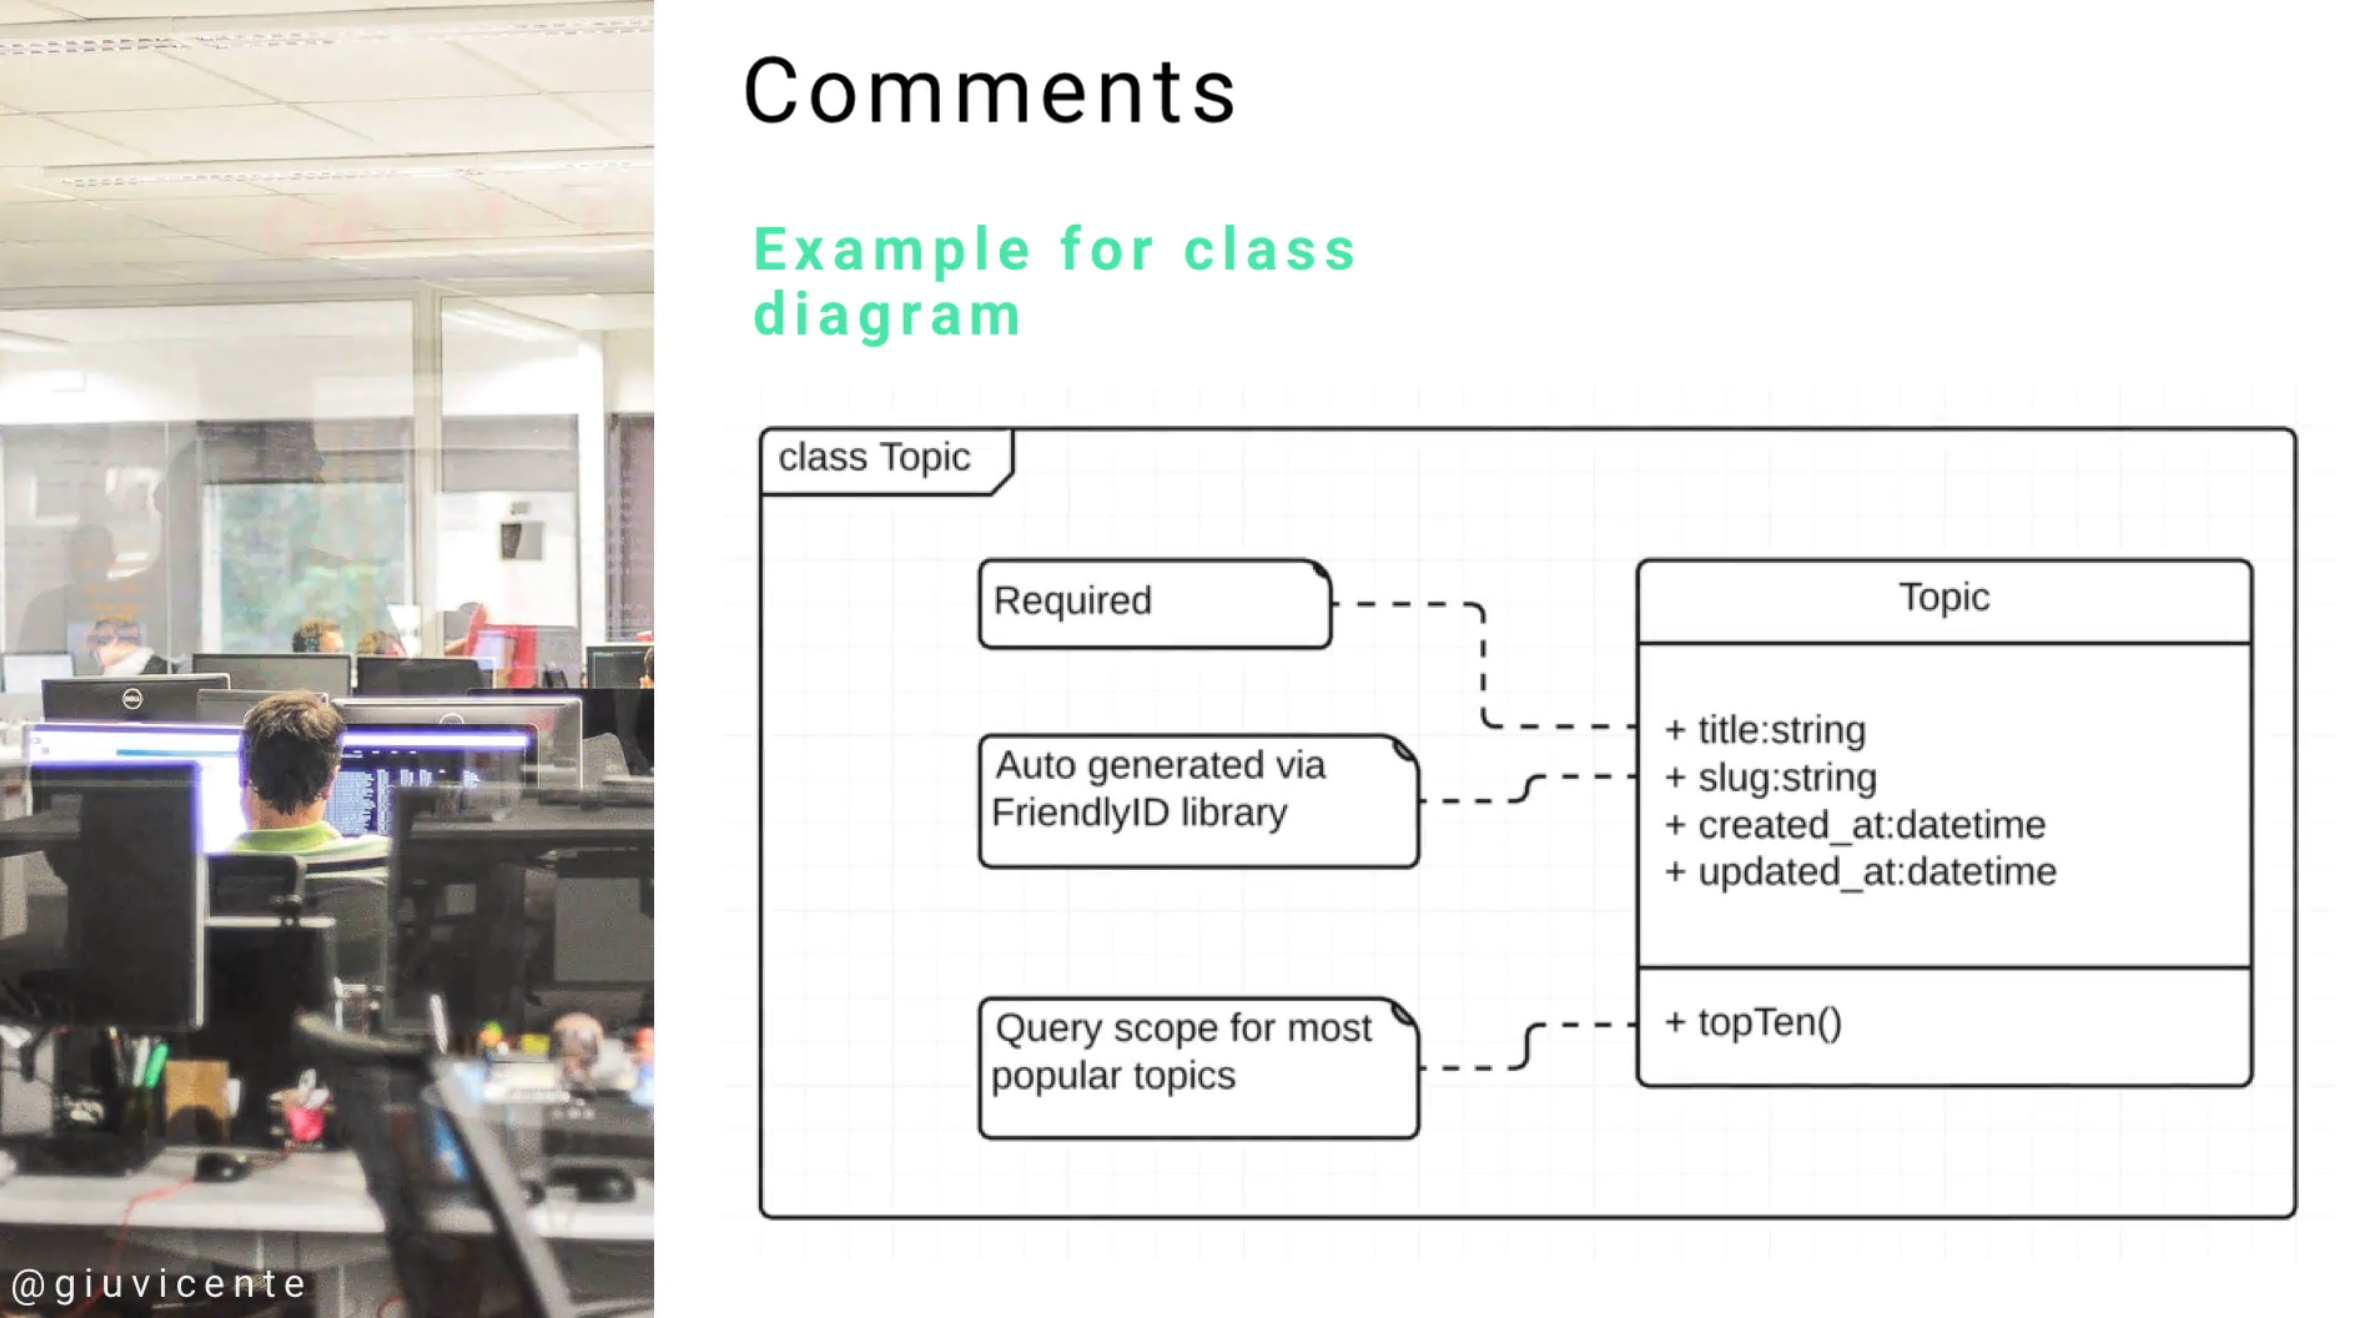 Comments
Example for class
diagram
class Topic
Required
Auto generated via
FriendlyID library
Query scope for most
popular topics
Topic
+ title:string
+ slug:string
+ created_at:datetime
+ updated_at:datetime
+ topTen()
@giuvicente